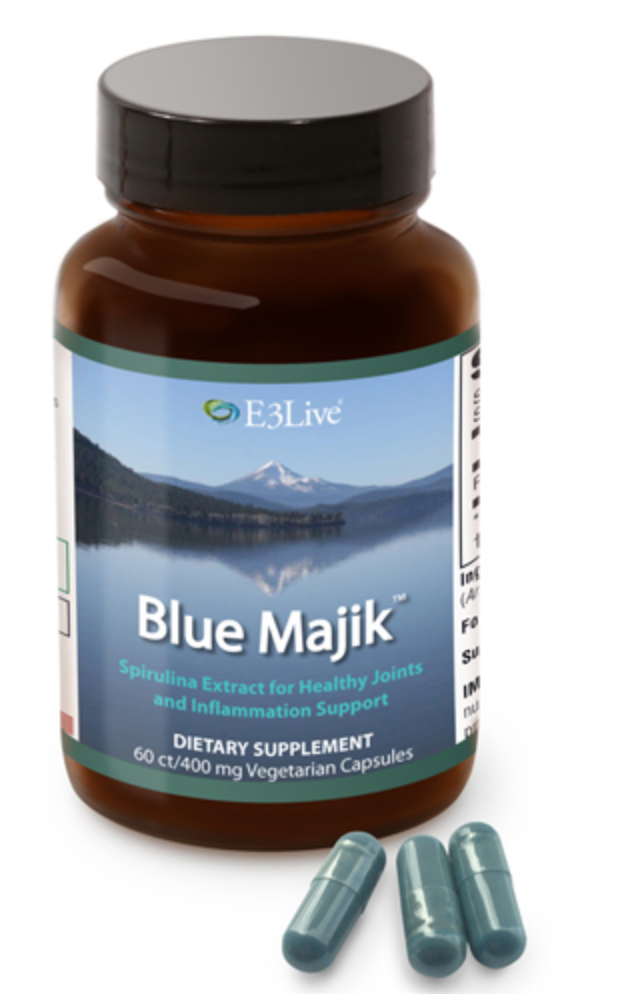 E3Live®
Blue Majik™
Spirulina Extract for Healthy Joints
and Inflammation Support
DIETARY SUPPLEMENT
60 ct/400 mg Vegetarian Capsules